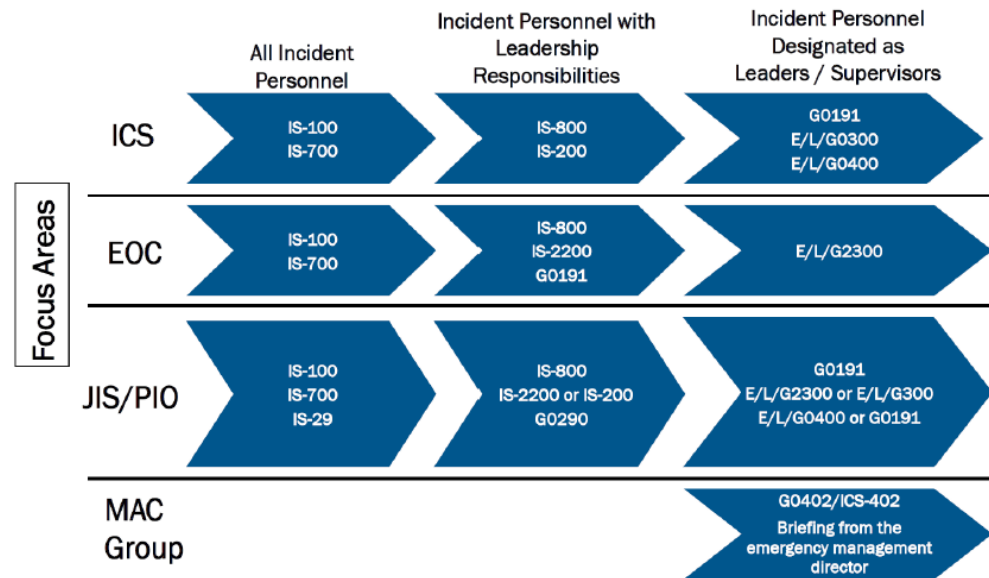 All Incident
Personnel
Incident Personnel with
Leadership
Responsibilities
Incident Personnel
Designated as
Leaders / Supervisors
Focus Areas
ICS
IS-100
IS-700
IS-800
IS-200
G0191
E/L/G0300
E/L/G0400
EOC
IS-100
IS-700
IS-800
IS-2200
G0191
E/L/G2300
JIS/PIO
IS-100
IS-700
IS-29
IS-800
IS-2200 or IS-200
G0290
G0191
E/L/G2300 or E/L/G300
E/L/G0400 or G0191
MAC
Group
G0402/ICS-402
Briefing from the
emergency management
director